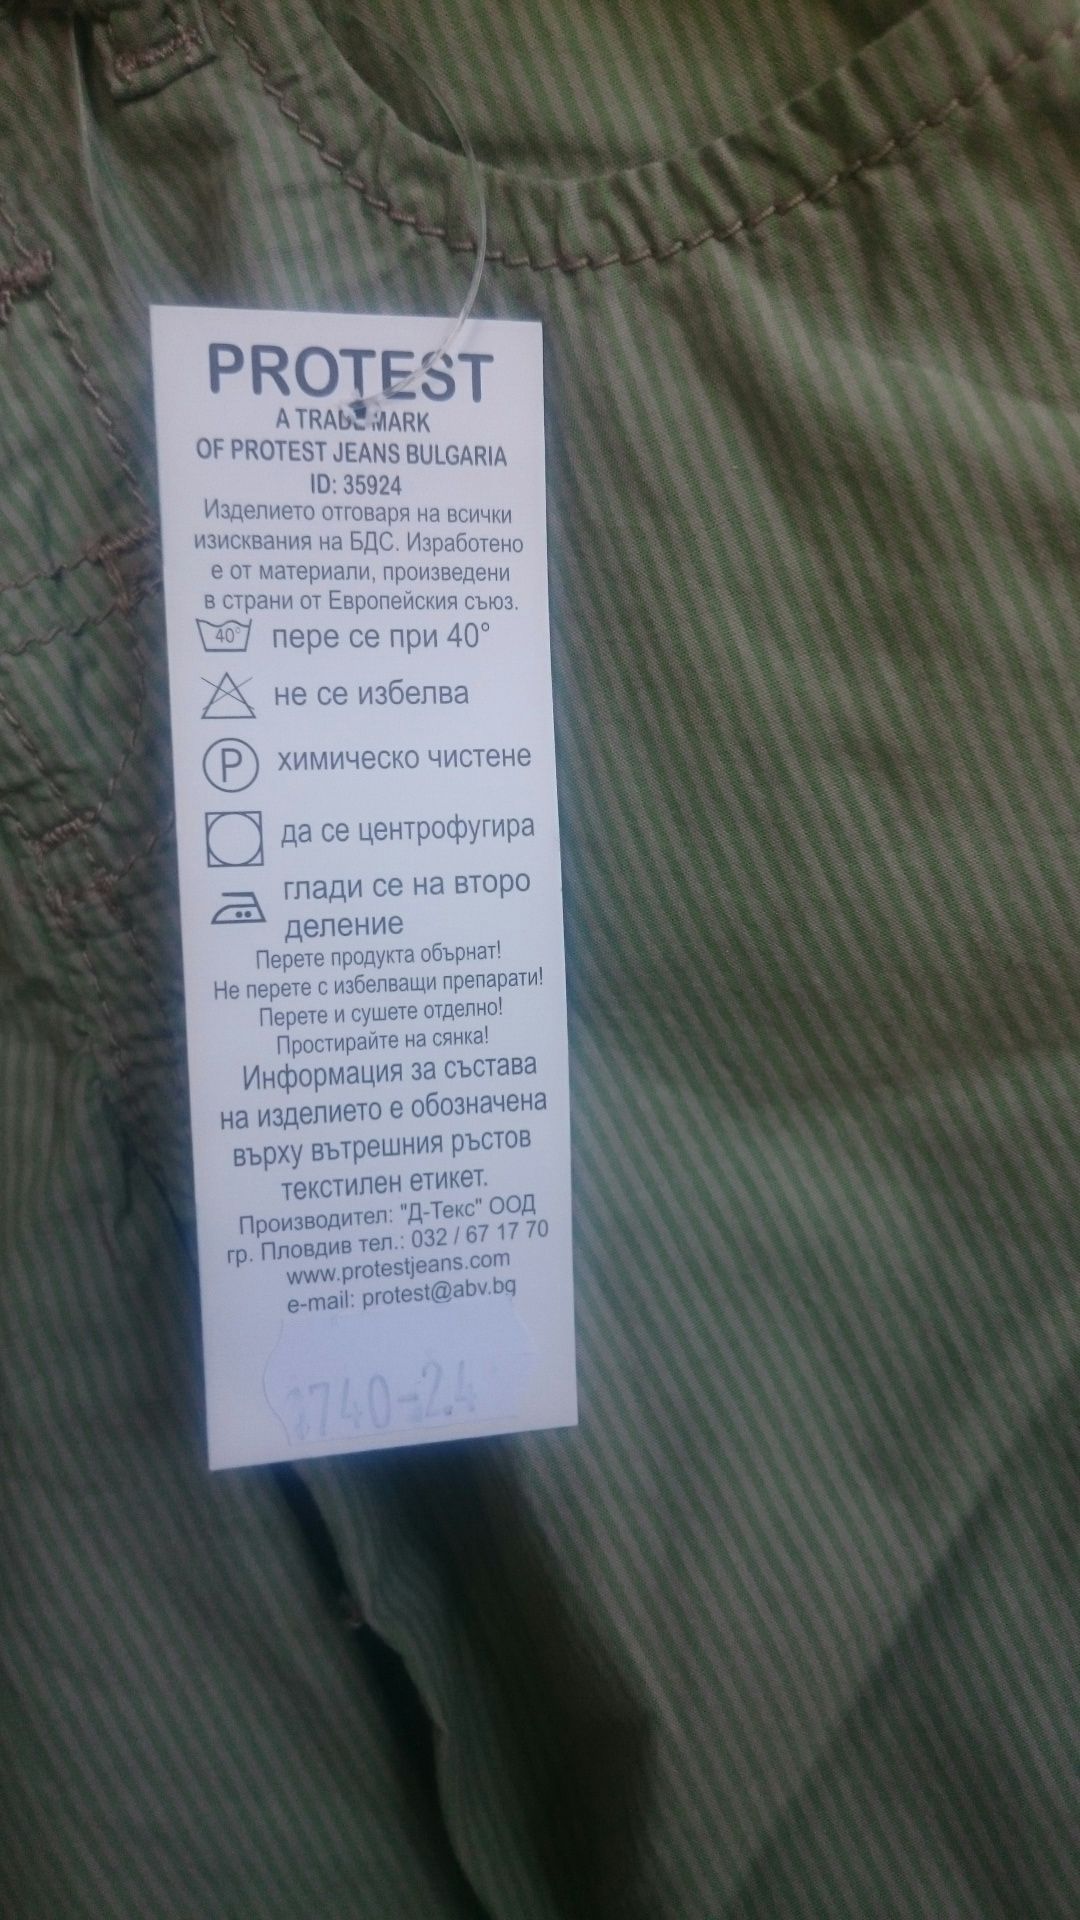 PROTEST
A TRADEMARK
OF PROTEST JEANS BULGARIA
ID: 35924
Изделието отговаря на всички
изисквания на БДС. Изработено
е от материали, произведени
в страни от Европейския съюз.
40° пере се при 40°
не се избелва
P химическо чистене
да се центрофугира
глади се на второ
деление
Перете продукта обърнат!
Не перете с избелващи препарати!
Перете и сушете отделно!
Простирайте на сянка!
Информация за състава
на изделието е обозначена
върху вътрешния ръстов
текстилен етикет.
Производител: "Д-Текс" ООД
гр. Пловдив тел.: 032 / 67 17 70
www.protestjeans.com
e-mail: protest@abv.bg